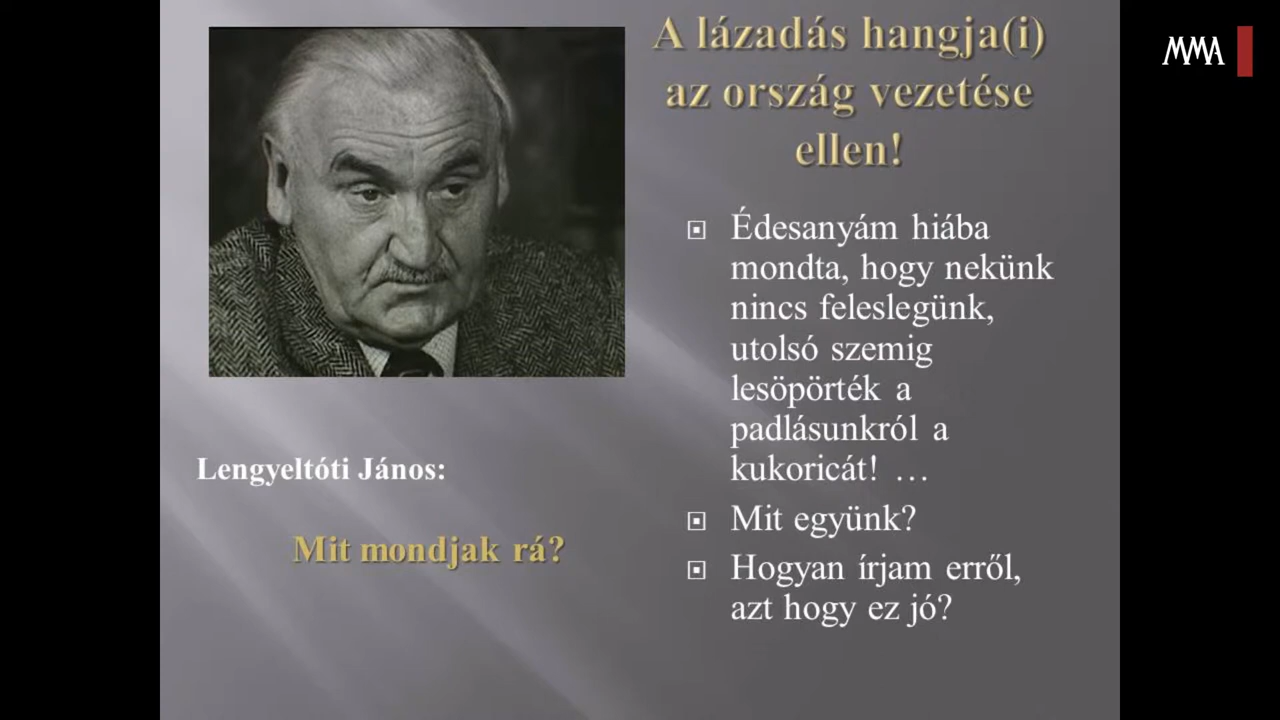 A lázadás hangja(i)
az ország vezetése
ellen!
MMA
Édesanyám hiába
mondta, hogy nekünk
nincs feleslegünk,
utolsó szemig
lesöpörték a
padlásunkról a
kukoricát! …
Mit együnk?
Hogyan írjam erről,
azt hogy ez jó?
Lengyeltóti János:
Mit mondjak rá?